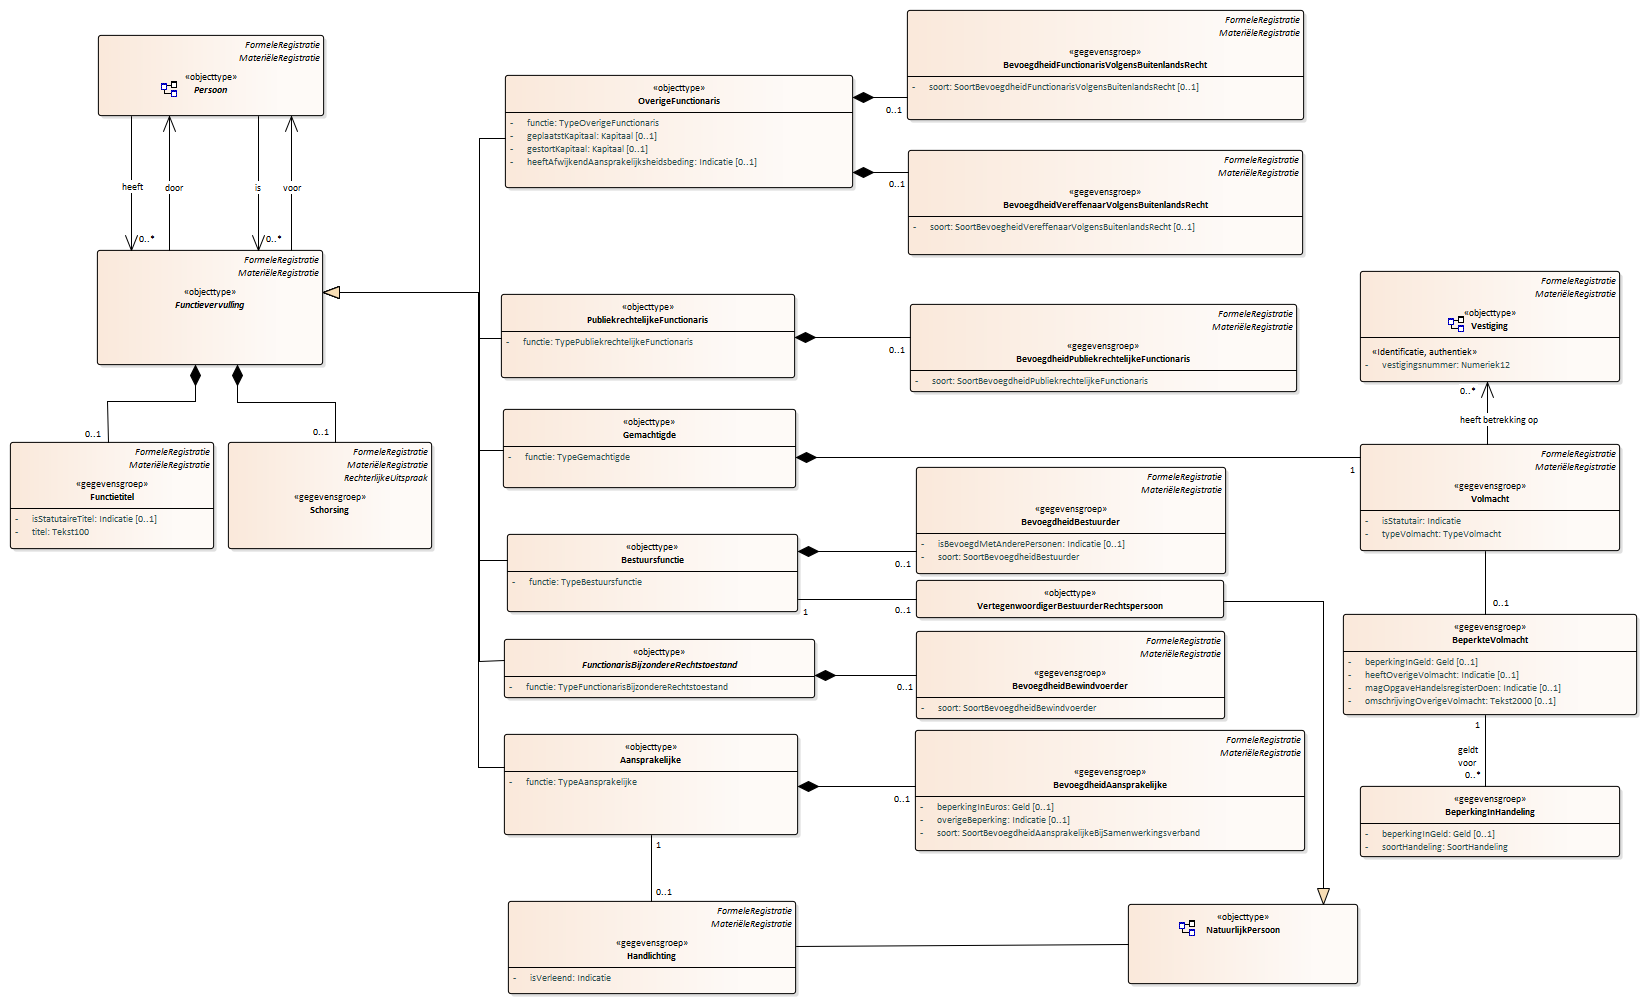 FormeleRegistratie
MateriëleRegistratie
«objecttype»
Persoon
heeft
door
is
voor
0..*
0..*
FormeleRegistratie
MateriëleRegistratie
«objecttype»
Functievervulling
0..1
0..1
FormeleRegistratie
MateriëleRegistratie
«gegevensgroep»
Functietitel
- isStatutaireTitel: Indicatie [0..1]
- titel: Tekst100
FormeleRegistratie
MateriëleRegistratie
RechterlijkeUitspraak
«gegevensgroep»
Schorsing
«objecttype»
OverigeFunctionaris
- functie: TypeOverigeFunctionaris
- geplaatstKapitaal: Kapitaal [0..1]
- gestortKapitaal: Kapitaal [0..1]
- heeftAfwijkendAansprakelijksheidsbeding: Indicatie [0..1]
0..1
0..1
FormeleRegistratie
MateriëleRegistratie
«gegevensgroep»
BevoegdheidFunctionarisVolgensBuitenlandsRecht
- soort: SoortBevoegdheidFunctionarisVolgensBuitenlandsRecht [0..1]
FormeleRegistratie
MateriëleRegistratie
«gegevensgroep»
BevoegdheidVereffenaarVolgensBuitenlandsRecht
- soort: SoortBevoegheidVereffenaarVolgensBuitenlandsRecht [0..1]
«objecttype»
PubliekrechtelijkeFunctionaris
- functie: TypePubliekrechtelijkeFunctionaris
0..1
FormeleRegistratie
MateriëleRegistratie
«gegevensgroep»
BevoegdheidPubliekrechtelijkeFunctionaris
- soort: SoortBevoegdheidPubliekrechtelijkeFunctionaris
«objecttype»
Gemachtigde
- functie: TypeGemachtigde
1
FormeleRegistratie
MateriëleRegistratie
«objecttype»
Vestiging
«Identificatie, authentiek»
- vestigingsnummer: Numeriek12
0..*
heeft betrekking op
FormeleRegistratie
MateriëleRegistratie
«gegevensgroep»
Volmacht
- isStatutair: Indicatie
- typeVolmacht: TypeVolmacht
0..1
«gegevensgroep»
BeperkteVolmacht
- beperkingInGeld: Geld [0..1]
- heeftOverigeVolmacht: Indicatie [0..1]
- magOpgaveHandelsregisterDoen: Indicatie [0..1]
- omschrijvingOverigeVolmacht: Tekst2000 [0..1]
1
geldt
voor
0..*
«gegevensgroep»
BeperkingInHandeling
- beperkingInGeld: Geld [0..1]
- soortHandeling: SoortHandeling
«objecttype»
Bestuursfunctie
- functie: TypeBestuursfunctie
0..1
1
0..1
FormeleRegistratie
MateriëleRegistratie
«gegevensgroep»
BevoegdheidBestuurder
- isBevoegdMetAnderePersonen: Indicatie [0..1]
- soort: SoortBevoegdheidBestuurder
«objecttype»
VertegenwoordigerBestuurderRechtspersoon
«objecttype»
FunctionarisBijzondereRechtstoestand
- functie: TypeFunctionarisBijzondereRechtstoestand
0..1
FormeleRegistratie
MateriëleRegistratie
«gegevensgroep»
BevoegdheidBewindvoerder
- soort: SoortBevoegdheidBewindvoerder
«objecttype»
Aansprakelijke
- functie: TypeAansprakelijke
0..1
FormeleRegistratie
MateriëleRegistratie
«gegevensgroep»
BevoegdheidAansprakelijke
- beperkingInEuros: Geld [0..1]
- overigeBeperking: Indicatie [0..1]
- soort: SoortBevoegdheidAansprakelijkeBijSamenwerkingsverband
1
0..1
FormeleRegistratie
MateriëleRegistratie
«gegevensgroep»
Handlichting
- isVerleend: Indicatie
«objecttype»
NatuurlijkPersoon